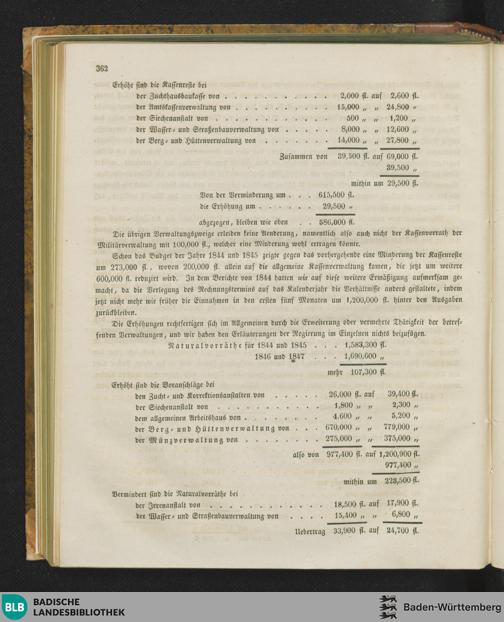 362
Erhöht sind die Kassenreste bei
der Zuchthausbaukasse von . . . . . . . . . . . 2,000 fl. auf 2,600 fl.
der Amtskassenverwaltung von . . . . . . . . . 15,000 „ „ 24,800 „
der Siechenanstalt von . . . . . . . . . . . 500 „ „ 1,200 „
der Wasser- und Straßenbauverwaltung von . . . . . 8,000 „ „ 12,600 „
der Berg- und Hüttenverwaltung von . . . . . . 14,000 „ „ 27,800 „
Zusammen von 39,500 fl. auf 69,000 fl.
39,500 „
mithin um 29,500 fl.
Von der Verminderung um . . . 615,500 fl.
die Erhöhung um . . . . . . 29,500 „
abgezogen, bleiben wie oben . . 586,000 fl.
Die übrigen Verwaltungszweige erleiden keine Aenderung, namentlich also auch nicht der Kassenvorrath der
Militärverwaltung mit 100,000 fl., welcher eine Minderung wohl ertragen könnte.
Schon das Budget der Jahre 1844 und 1845 zeigte gegen das vorhergehende eine Minderung der Kassenreste
um 273,000 fl., wovon 200,000 fl. allein auf die allgemeine Kassenverwaltung kamen, die jetzt um weitere
600,000 fl. reduzirt wird. In dem Berichte von 1844 hatten wir auf diese weitere Ermäßigung aufmerksam ge-
macht, da die Verlegung des Rechnungstermins auf das Kalenderjahr die Verhältnisse anders gestaltete, indem
jetzt nicht mehr wie früher die Einnahmen in den ersten fünf Monaten um 1,200,000 fl. hinter den Ausgaben
zurückbleiben.
Die Erhöhungen rechtfertigen sich im Allgemeinen durch die Erweiterung oder vermehrte Thätigkeit der betref-
fenden Verwaltungen, und wir haben den Erläuterungen der Regierung im Einzelnen nichts beizufügen.
Naturalvorräthe für 1844 und 1845 . . . 1,583,300 fl.
1846 und 1847 . . . 1,690,600 „
mehr 107,300 fl.
Erhöht sind die Voranschläge bei
den Zucht- und Korrektionsanstalten von . . . . . 26,000 fl. auf 39,400 fl.
der Siechenanstalt von . . . . . . . . . . 1,800 „ „ 2,300 „
dem allgemeinen Arbeitshaus von . . . . . . . 4,600 „ „ 5,200 „
der Berg- und Hüttenverwaltung von . . . 670,000 „ „ 779,000 „
der Münzverwaltung von . . . . . . . . 275,000 „ „ 375,000 „
also von 977,400 fl. auf 1,200,900 fl.
977,400 „
mithin um 223,500 fl.
Vermindert sind die Naturalvorräthe bei
der Irrenanstalt von . . . . . . . . . . . 18,500 fl. auf 17,900 fl.
der Wasser- und Straßenbauverwaltung von . . . . 15,400 „ „ 6,800 „
Uebertrag 33,900 fl. auf 24,700 fl.
BLB BADISCHE
LANDESBIBLIOTHEK
Baden-Württemberg